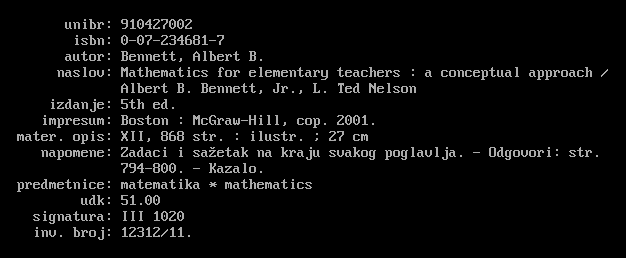 unibr: 910427002
isbn: 0-07-234681-7
autor: Bennett, Albert B.
naslov: Mathematics for elementary teachers : a conceptual approach /
Albert B. Bennett, Jr., L. Ted Nelson
izdanje: 5th ed.
impresum: Boston : McGraw-Hill, cop. 2001.
mater. opis: XII, 868 str. : ilustr. ; 27 cm
napomene: Zadaci i sažetak na kraju svakog poglavlja. - Odgovori: str.
794-800. - Kazalo.
predmetnice: matematika * mathematics
udk: 51.00
signatura: III 1020
inv. broj: 12312/11.